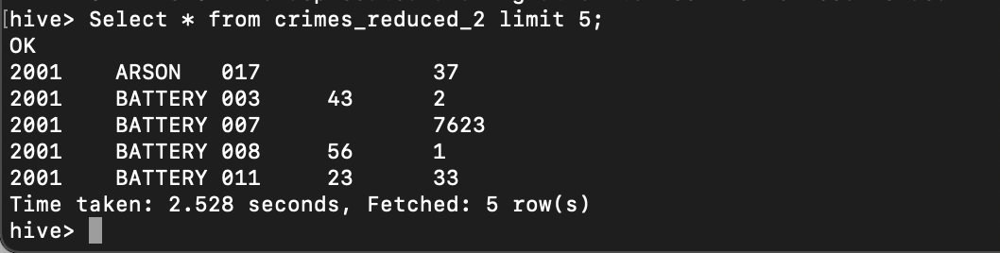 [hive> Select * from crimes_reduced_2 limit 5;
OK
2001    ARSON   017             37
2001    BATTERY 003     43      2
2001    BATTERY 007             7623
2001    BATTERY 008     56      1
2001    BATTERY 011     23      33
Time taken: 2.528 seconds, Fetched: 5 row(s)
hive>